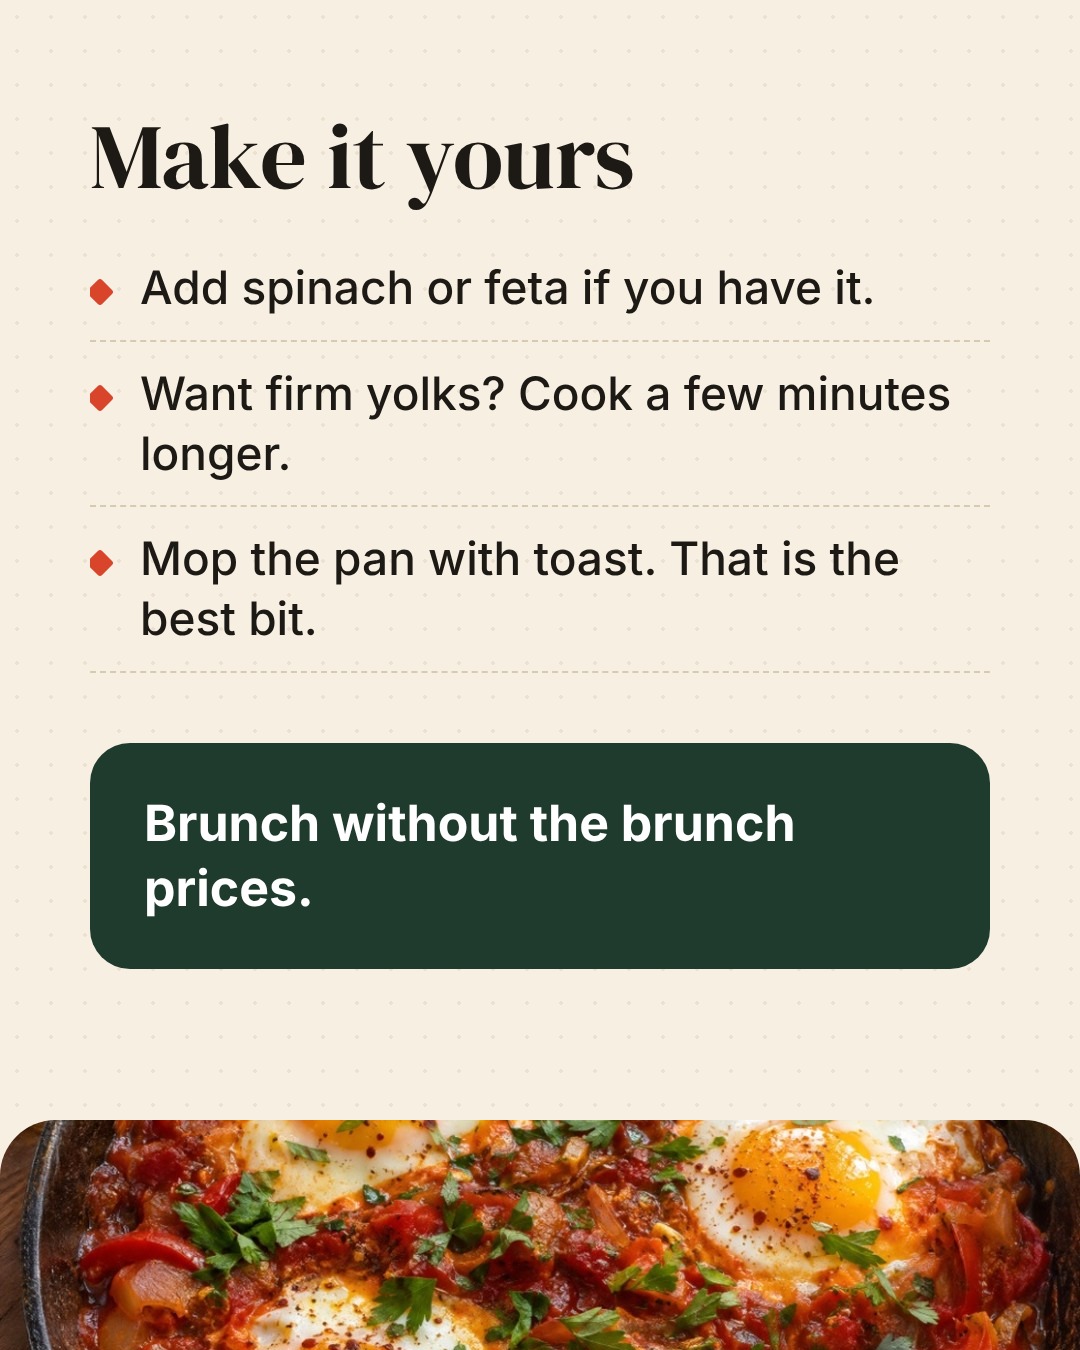 Make it yours
Add spinach or feta if you have it.
Want firm yolks? Cook a few minutes
longer.
Mop the pan with toast. That is the
best bit.
Brunch without the brunch
prices.